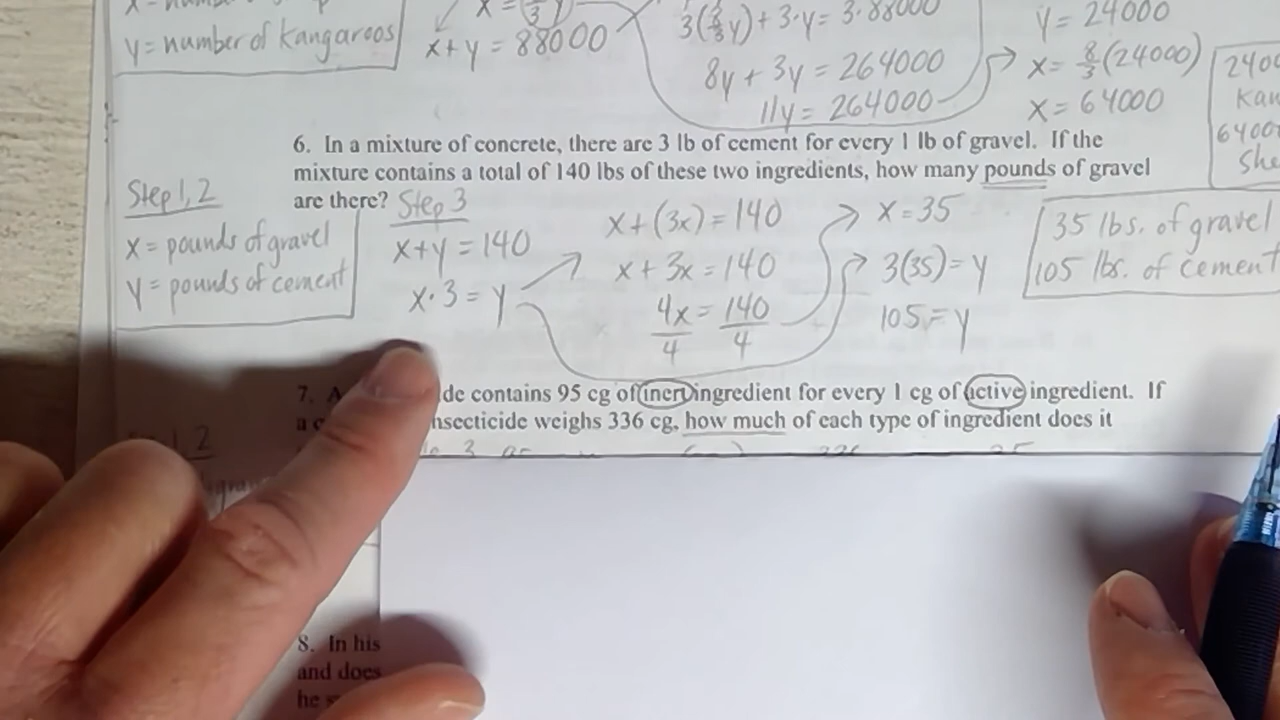 y = number of kangaroos
x+y = 88000
3(8/3y) + 3·y = 3·88000
8y + 3y = 264000
11y = 264000
y = 24000
x = 8/3(24000)
x = 64000
6. In a mixture of concrete, there are 3 lb of cement for every 1 lb of gravel. If the
mixture contains a total of 140 lbs of these two ingredients, how many pounds of gravel
are there?
Step 1,2
x = pounds of gravel
y = pounds of cement
Step 3
x+y = 140
x·3 = y
x+(3x) = 140
x + 3x = 140
4x = 140
4 4
x = 35
3(35) = y
105 = y
35 lbs. of gravel
105 lbs. of cement
7. contains 95 cg of inert ingredient for every 1 cg of active ingredient. If
weighs 336 cg, how much of each type of ingredient does it
8. In his
and does
he